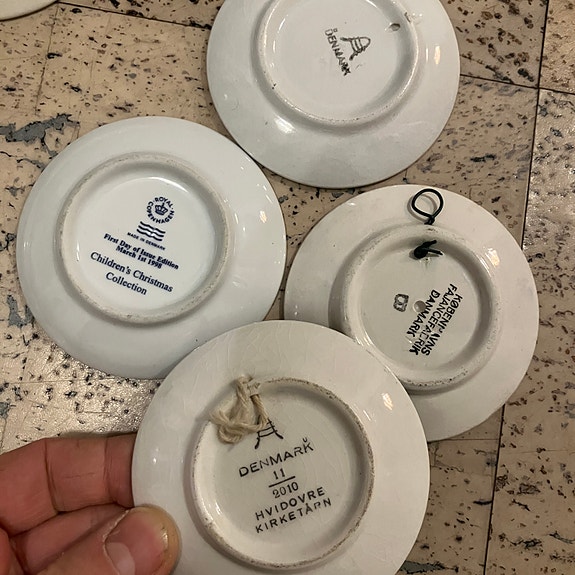 DENMARK
ROYAL
COPENHAGEN
MADE IN DENMARK
First Day of Issue Edition
March 1st 1998
Children's Christmas
Collection
KØBENHAVNS
FAJANCEFABRIK
DANMARK
DENMARK
11
2010
HVIDOVRE
KIRKETÅRN